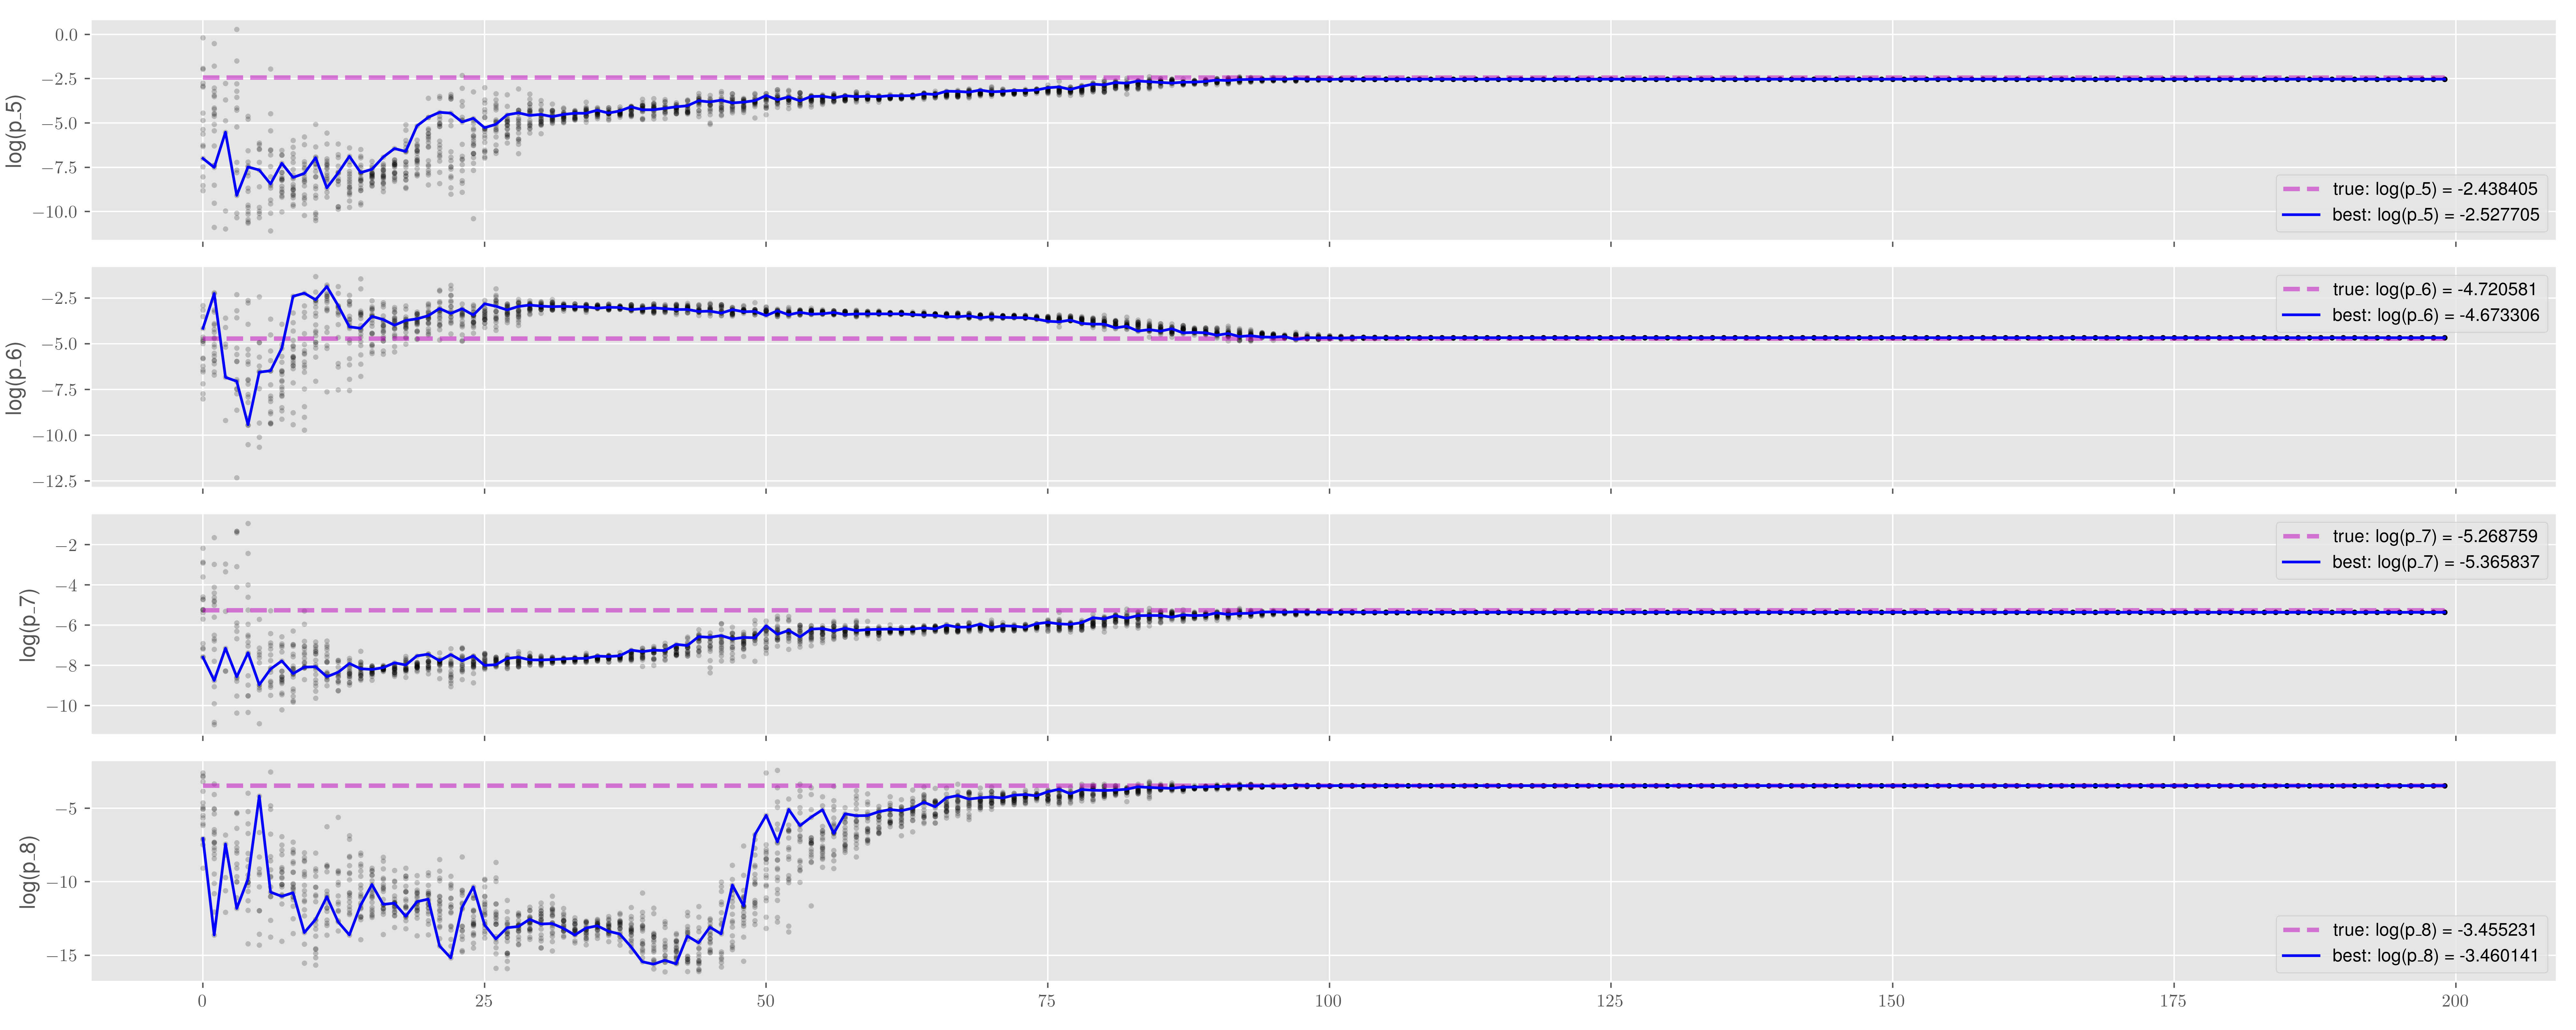 0.0
−2.5
−5.0
−7.5
−10.0
log(p_5)
true: log(p_5) = -2.438405
best: log(p_5) = -2.527705
−2.5
−5.0
−7.5
−10.0
−12.5
log(p_6)
true: log(p_6) = -4.720581
best: log(p_6) = -4.673306
−2
−4
−6
−8
−10
log(p_7)
true: log(p_7) = -5.268759
best: log(p_7) = -5.365837
−5
−10
−15
log(p_8)
true: log(p_8) = -3.455231
best: log(p_8) = -3.460141
0 25 50 75 100 125 150 175 200